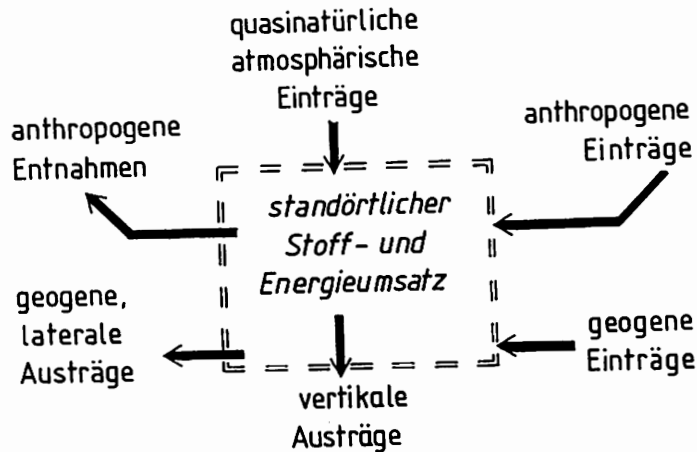 quasinatürliche
atmosphärische
Einträge
anthropogene
Entnahmen
anthropogene
Einträge
standörtlicher
Stoff- und
Energieumsatz
geogene,
laterale
Austräge
geogene
Einträge
vertikale
Austräge